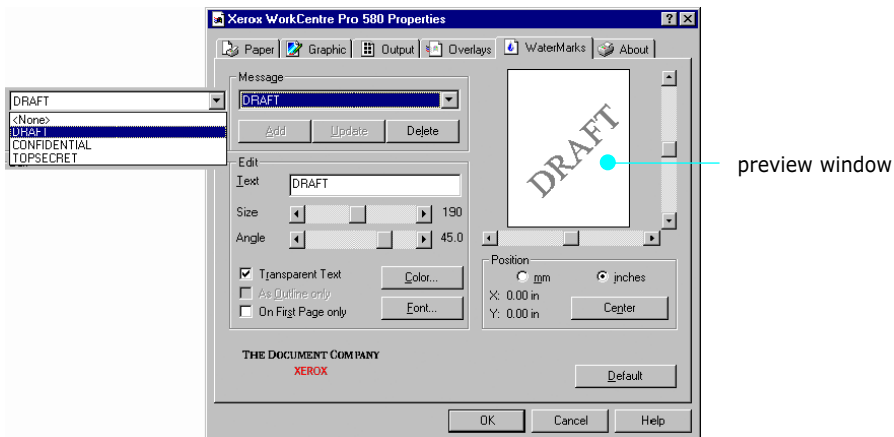 Xerox WorkCentre Pro 580 Properties
Paper Graphic Output Overlays WaterMarks About
Message
DRAFT
Add Update Delete
DRAFT
<None>
DRAFT
CONFIDENTIAL
TOPSECRET
Edit
Text DRAFT
Size 190
Angle 45.0
Transparent Text Color...
As Outline only
On First Page only Font...
DRAFT
preview window
Position
mm inches
X: 0.00 in
Y: 0.00 in Center
THE DOCUMENT COMPANY
XEROX
Default
OK Cancel Help